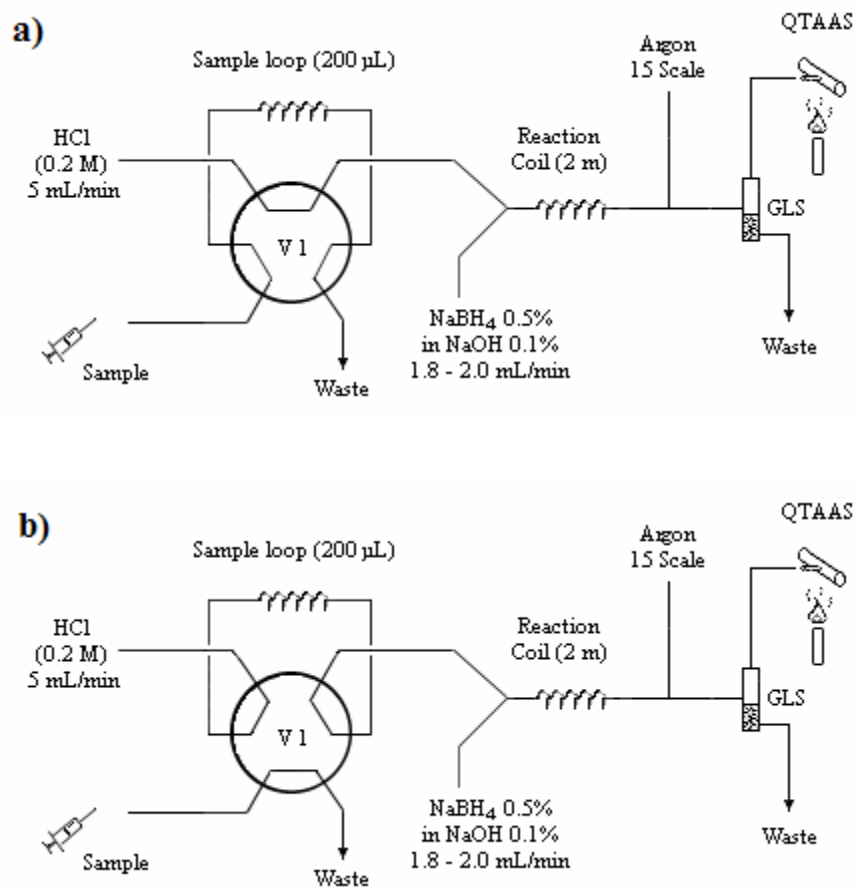 a)
QTAAS
Sample loop (200 µL)
Argon
15 Scale
HCl
(0.2 M)
5 mL/min
Reaction
Coil (2 m)
GLS
V 1
NaBH4 0.5%
in NaOH 0.1%
1.8 - 2.0 mL/min
Sample
Waste
Waste
b)
QTAAS
Sample loop (200 µL)
Argon
15 Scale
HCl
(0.2 M)
5 mL/min
Reaction
Coil (2 m)
GLS
V 1
NaBH4 0.5%
in NaOH 0.1%
1.8 - 2.0 mL/min
Sample
Waste
Waste